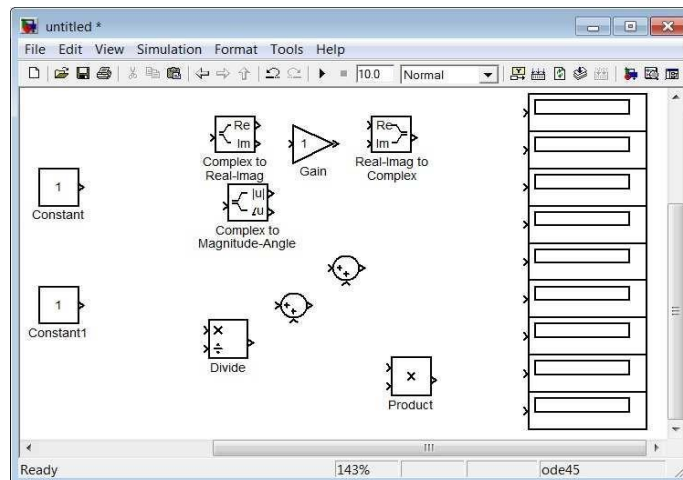 untitled *
File Edit View Simulation Format Tools Help
10.0 Normal
Re
Im
Complex to
Real-Imag
1
Gain
Re
Im
Real-Imag to
Complex
1
Constant
|u|
∠u
Complex to
Magnitude-Angle
+
+
+
+
1
Constant1
×
÷
Divide
×
Product
Ready 143% ode45